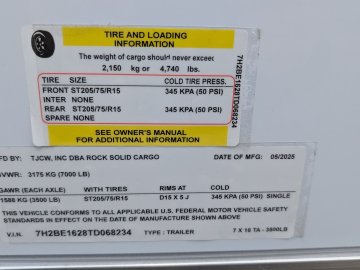 TIRE AND LOADING
INFORMATION
The weight of cargo should never exceed
2,150 kg or 4,740 lbs.
TIRE SIZE COLD TIRE PRESS.
FRONT ST205/75/R15 345 KPA (50 PSI)
INTER NONE
REAR ST205/75/R15 345 KPA (50 PSI)
SPARE NONE
SEE OWNER'S MANUAL
FOR ADDITIONAL INFORMATION
7H2BE1628TD068234
FD BY: TJCW, INC DBA ROCK SOLID CARGO DATE OF MFG: 05/2025
GVWR: 3175 KG (7000 LB)
GAWR (EACH AXLE) WITH TIRES RIMS AT COLD
1588 KG (3500 LB) ST205/75/R15 D15 X 5 J 345 KPA (50 PSI) SINGLE
THIS VEHICLE CONFORMS TO ALL APPLICABLE U.S. FEDERAL MOTOR VEHICLE SAFETY
STANDARDS IN EFFECT ON THE DATE OF MANUFACTURE SHOWN ABOVE
V.I.N. 7H2BE1628TD068234 TYPE: TRAILER 7 X 16 TA - 3500LB